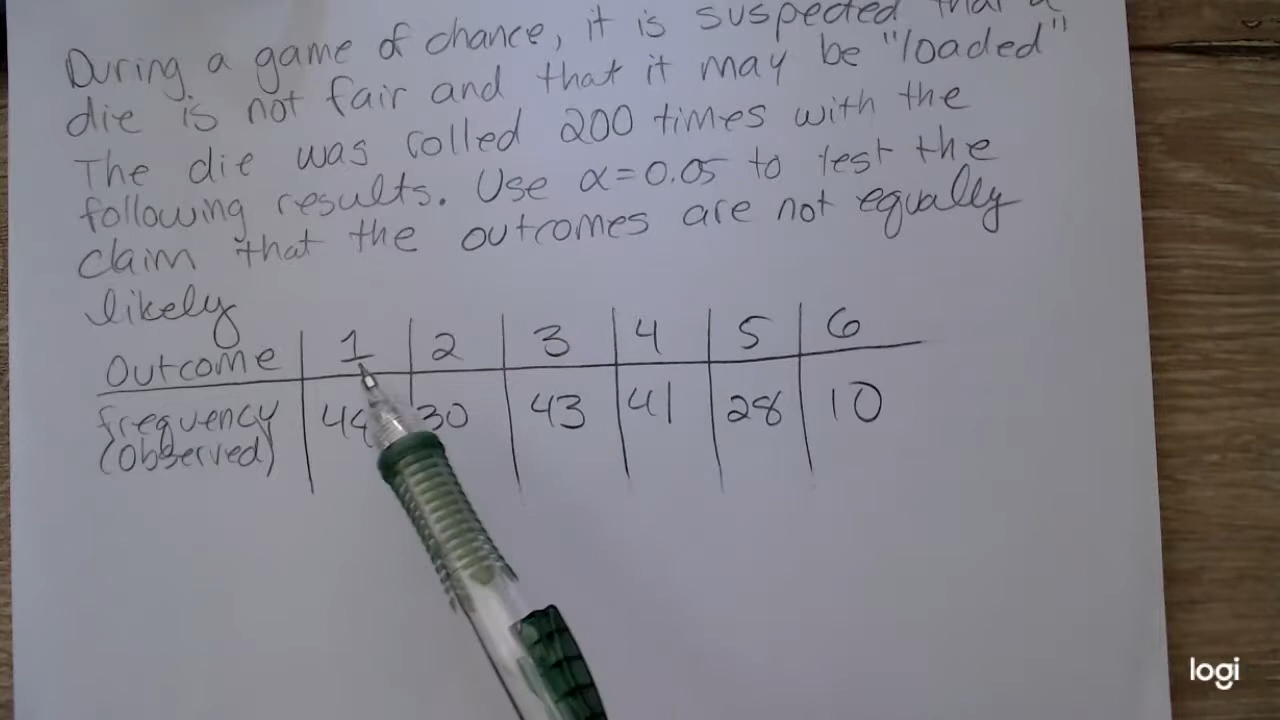 During a game of chance, it is suspected that a
die is not fair and that it may be "loaded"
The die was rolled 200 times with the
following results. Use α=0.05 to test the
claim that the outcomes are not equally
likely
Outcome 1 2 3 4 5 6
frequency 30 43 41 28 10
(observed)
logi